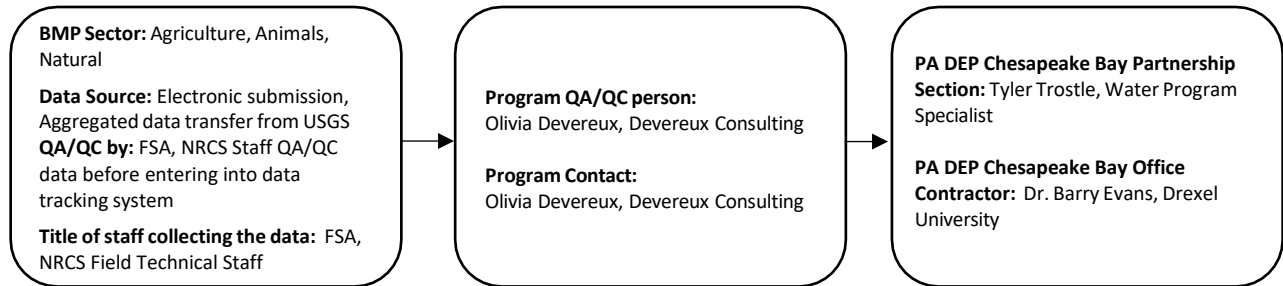 BMP Sector: Agriculture, Animals,
Natural
Data Source: Electronic submission,
Aggregated data transfer from USGS
QA/QC by: FSA, NRCS Staff QA/QC
data before entering into data
tracking system
Title of staff collecting the data: FSA,
NRCS Field Technical Staff
Program QA/QC person:
Olivia Devereux, Devereux Consulting
Program Contact:
Olivia Devereux, Devereux Consulting
PA DEP Chesapeake Bay Partnership
Section: Tyler Trostle, Water Program
Specialist
PA DEP Chesapeake Bay Office
Contractor: Dr. Barry Evans, Drexel
University